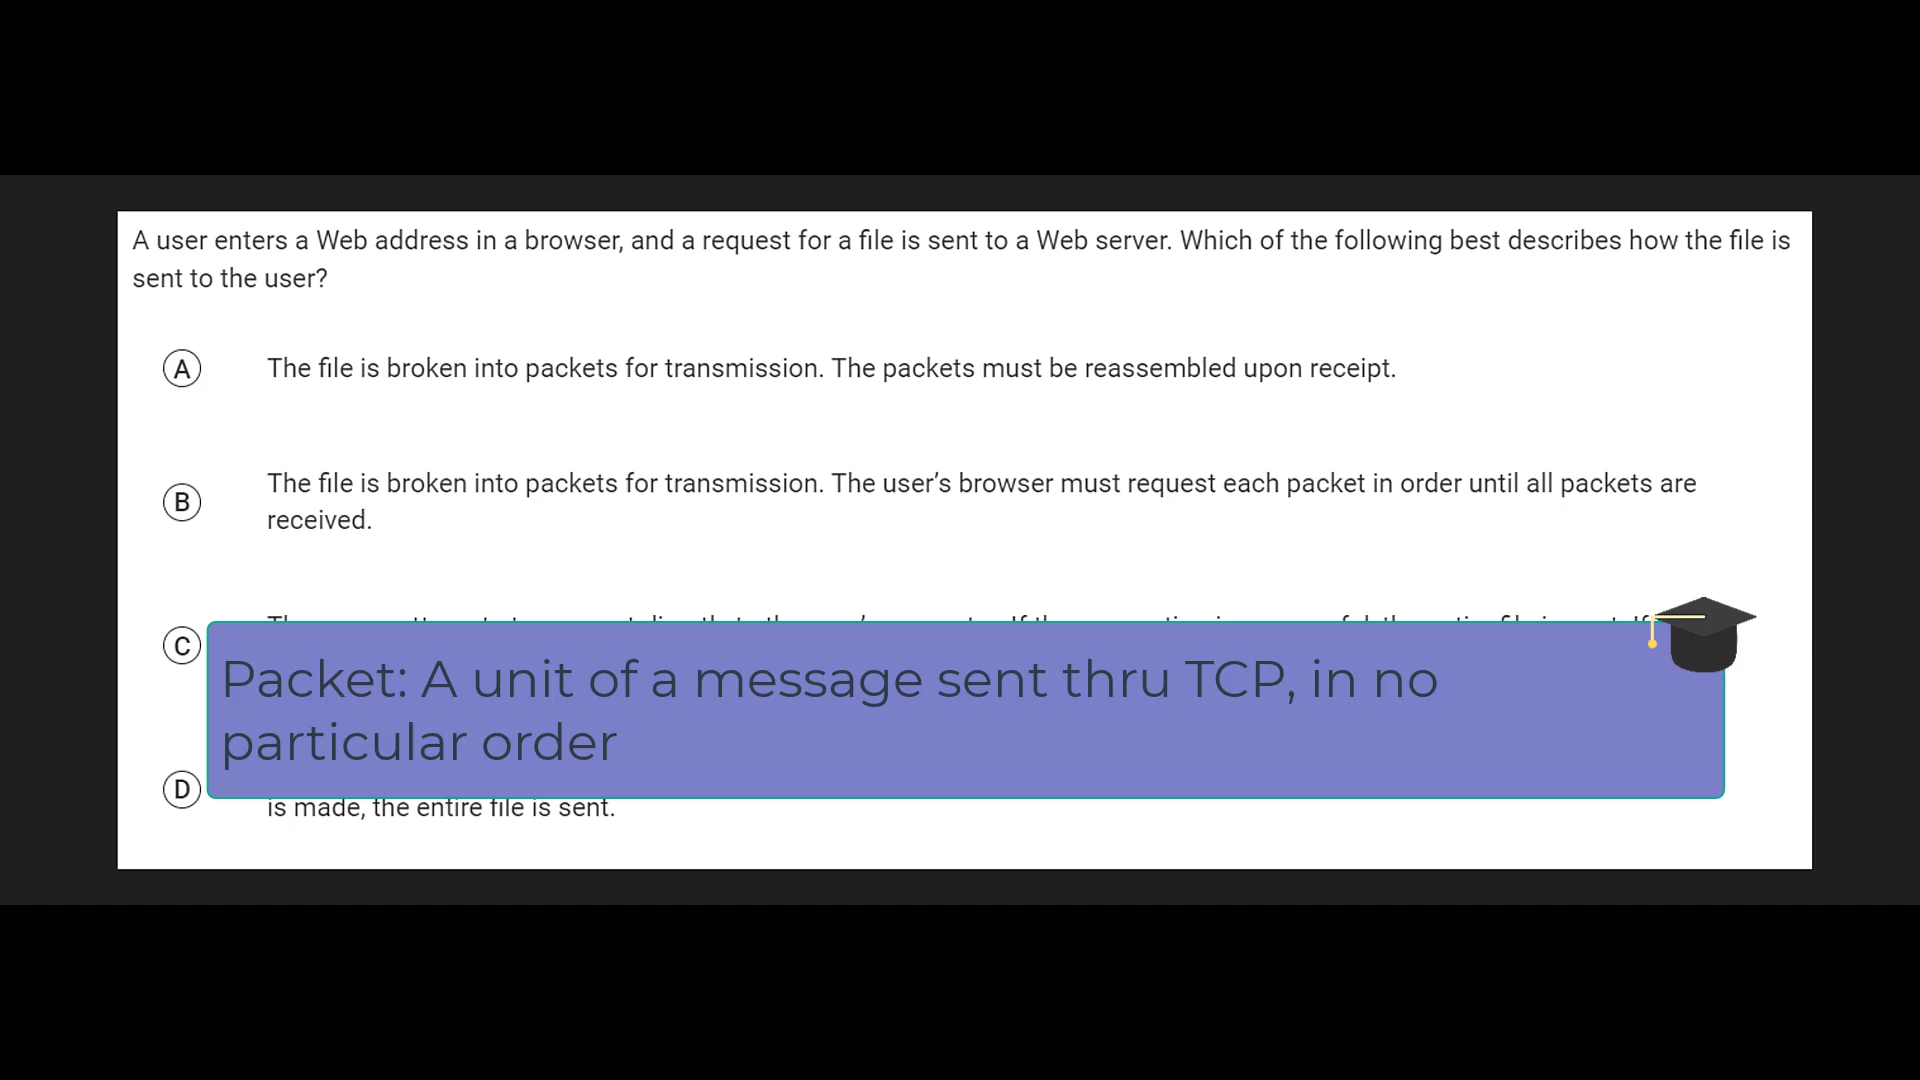 A user enters a Web address in a browser, and a request for a file is sent to a Web server. Which of the following best describes how the file is
sent to the user?
A The file is broken into packets for transmission. The packets must be reassembled upon receipt.
B The file is broken into packets for transmission. The user’s browser must request each packet in order until all packets are
received.
C
Packet: A unit of a message sent thru TCP, in no
particular order
D
is made, the entire file is sent.